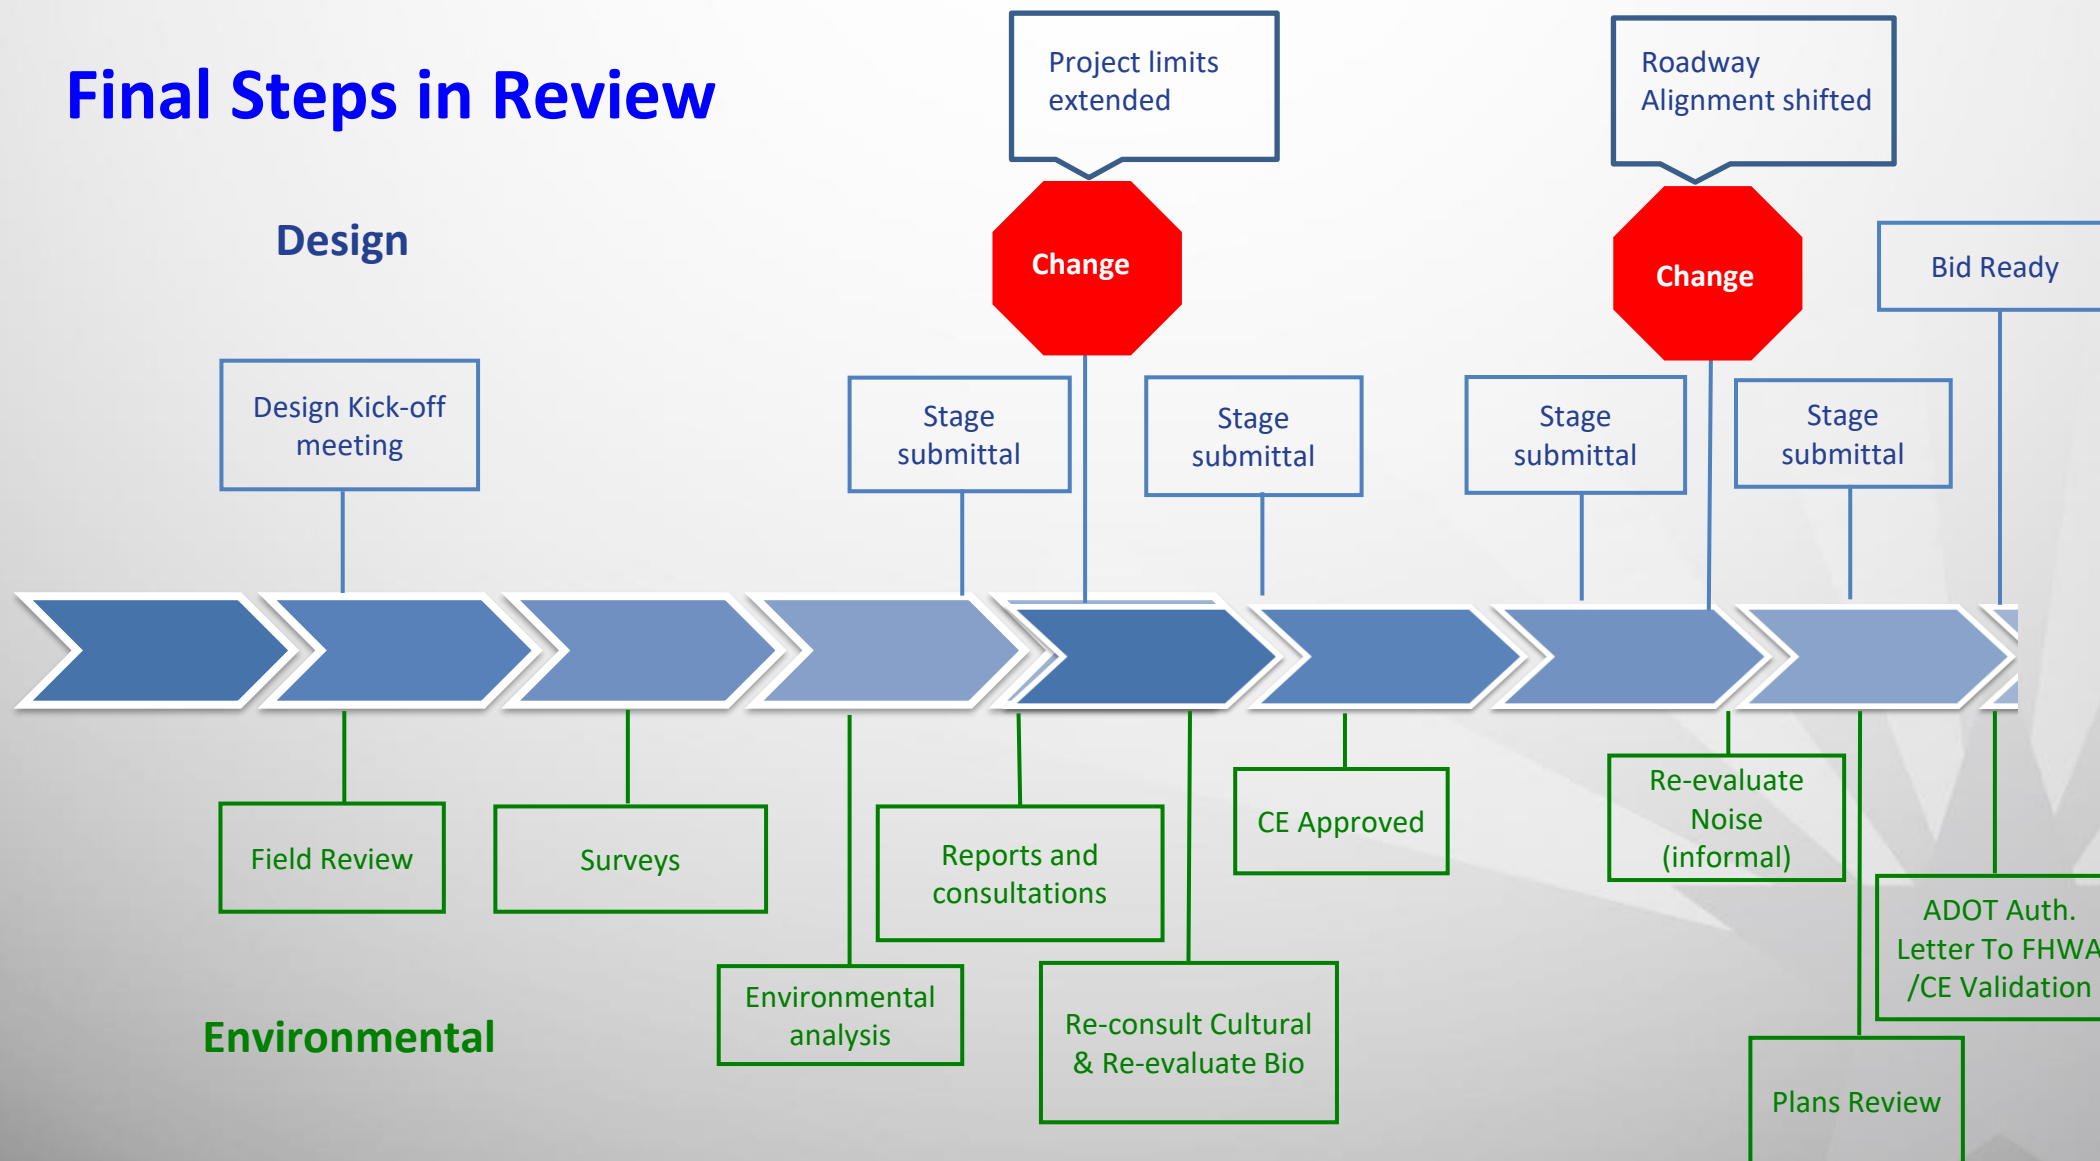 Final Steps in Review
Project limits
extended
Roadway
Alignment shifted
Design
Change
Change
Bid Ready
Design Kick-off
meeting
Stage
submittal
Stage
submittal
Stage
submittal
Stage
submittal
Field Review
Surveys
Environmental
analysis
Reports and
consultations
Re-consult Cultural
& Re-evaluate Bio
CE Approved
Re-evaluate
Noise
(informal)
Plans Review
ADOT Auth.
Letter To FHWA
/CE Validation
Environmental